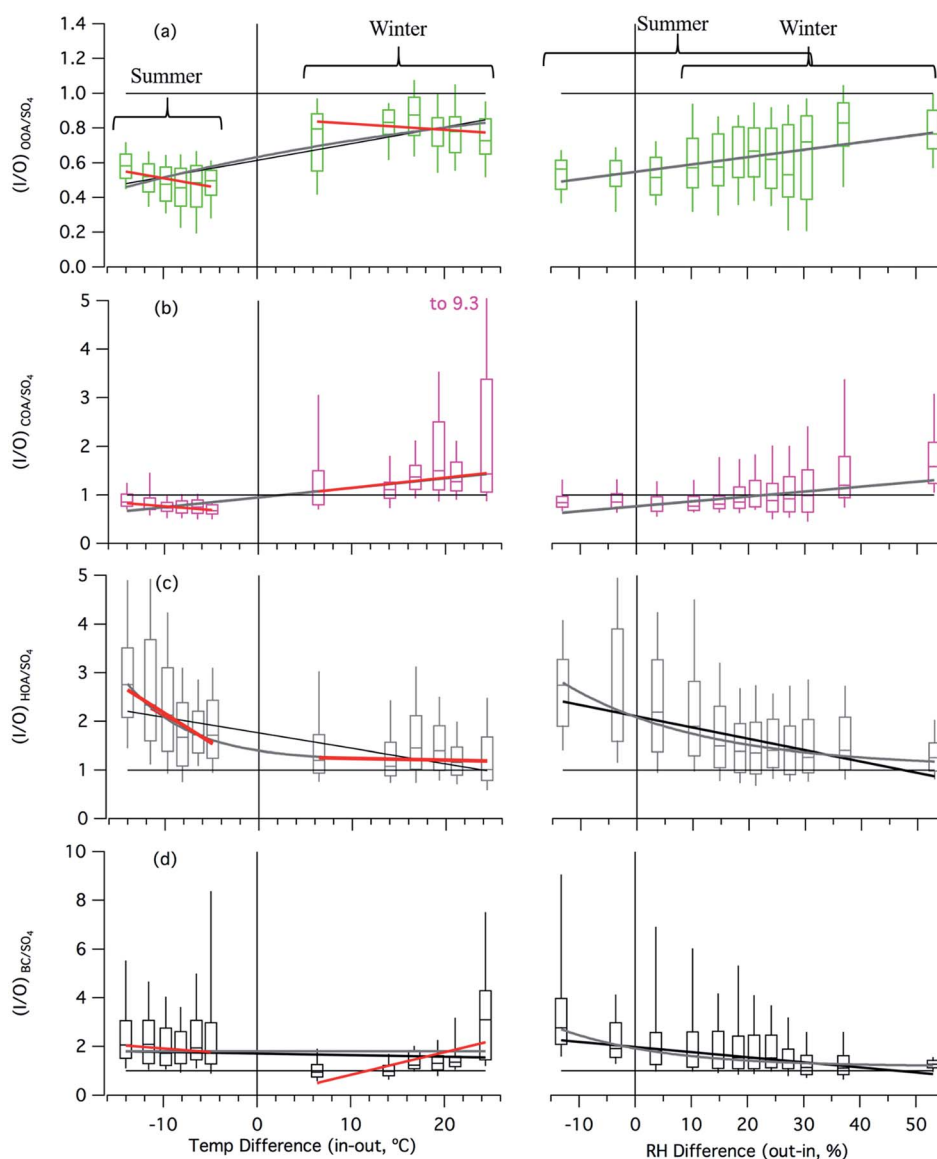 (a)
Summer
Winter
Summer
Winter
1.4
1.2
1.0
0.8
0.6
0.4
0.2
0.0
(I/O) OOA/SO4
(b)
to 9.3
5
4
3
2
1
0
(I/O) COA/SO4
(c)
5
4
3
2
1
0
(I/O) HOA/SO4
(d)
10
8
6
4
2
0
(I/O) BC/SO4
-10 0 10 20
Temp Difference (in-out, ºC)
-10 0 10 20 30 40 50
RH Difference (out-in, %)